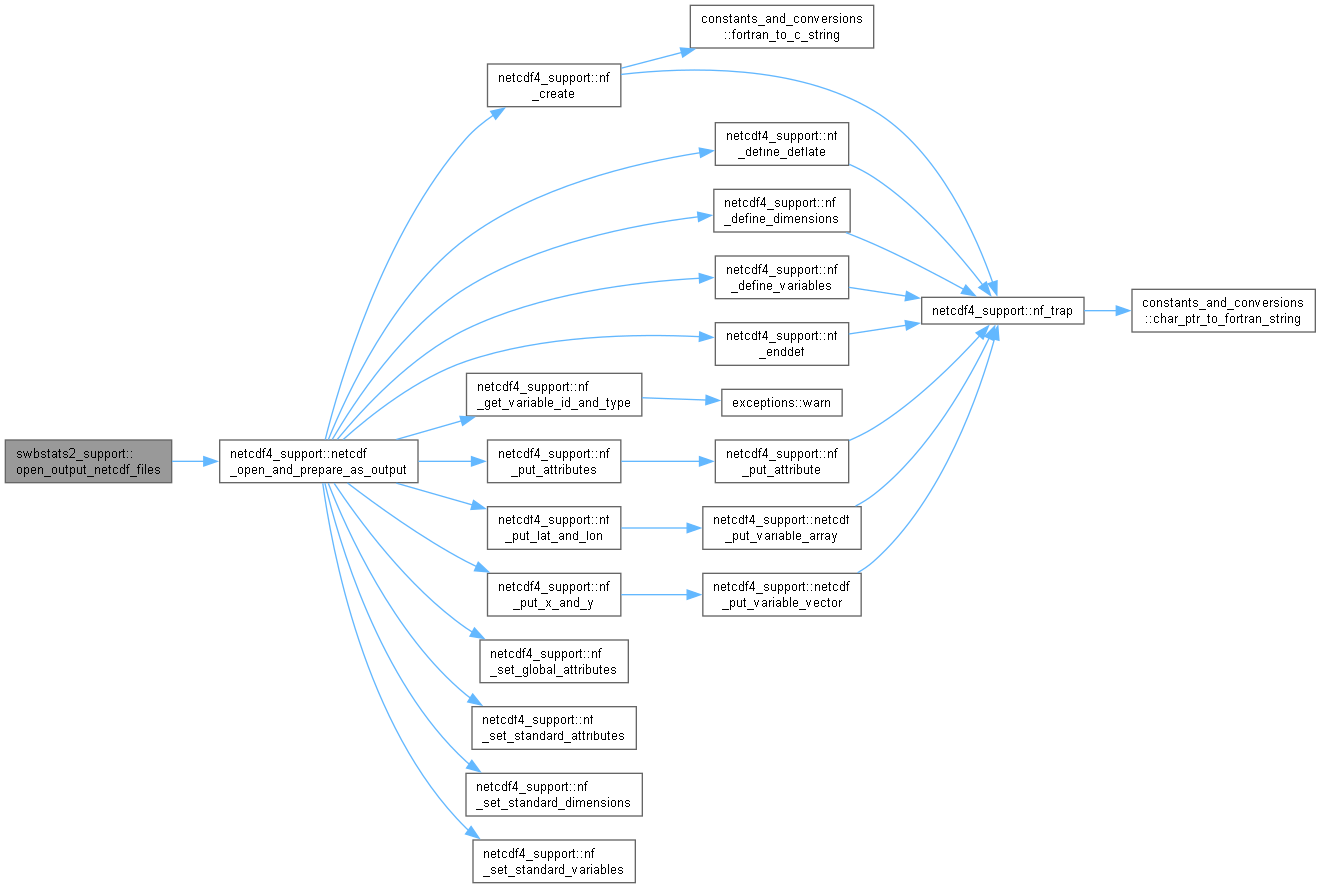 constants_and_conversions
::fortran_to_c_string
netcdf4_support::nf
_create
netcdf4_support::nf
_define_deflate
netcdf4_support::nf
_define_dimensions
netcdf4_support::nf
_define_variables
netcdf4_support::nf_trap
constants_and_conversions
::char_ptr_to_fortran_string
netcdf4_support::nf
_enddef
netcdf4_support::nf
_get_variable_id_and_type
exceptions::warn
swbstats2_support::
open_output_netcdf_files
netcdf4_support::netcdf
_open_and_prepare_as_output
netcdf4_support::nf
_put_attributes
netcdf4_support::nf
_put_attribute
netcdf4_support::nf
_put_lat_and_lon
netcdf4_support::netcdf
_put_variable_array
netcdf4_support::nf
_put_x_and_y
netcdf4_support::netcdf
_put_variable_vector
netcdf4_support::nf
_set_global_attributes
netcdf4_support::nf
_set_standard_attributes
netcdf4_support::nf
_set_standard_dimensions
netcdf4_support::nf
_set_standard_variables